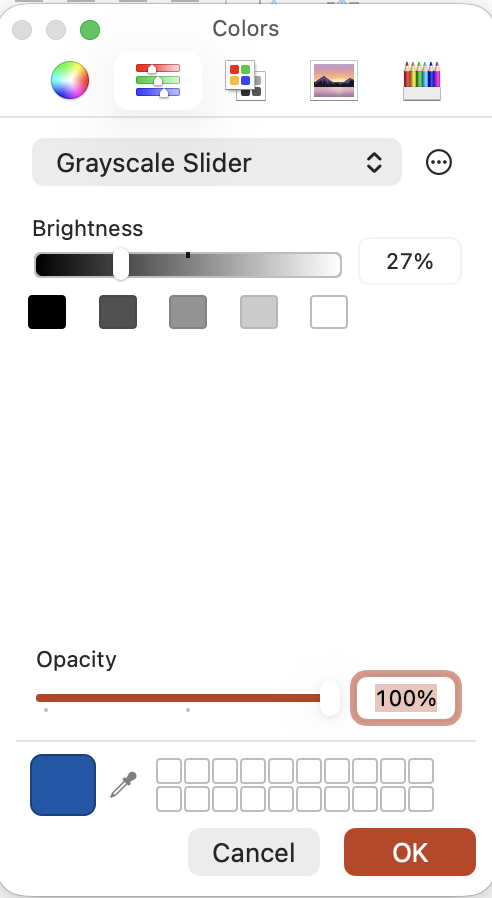 Colors
Grayscale Slider
Brightness
27%
Opacity
100%
Cancel
OK